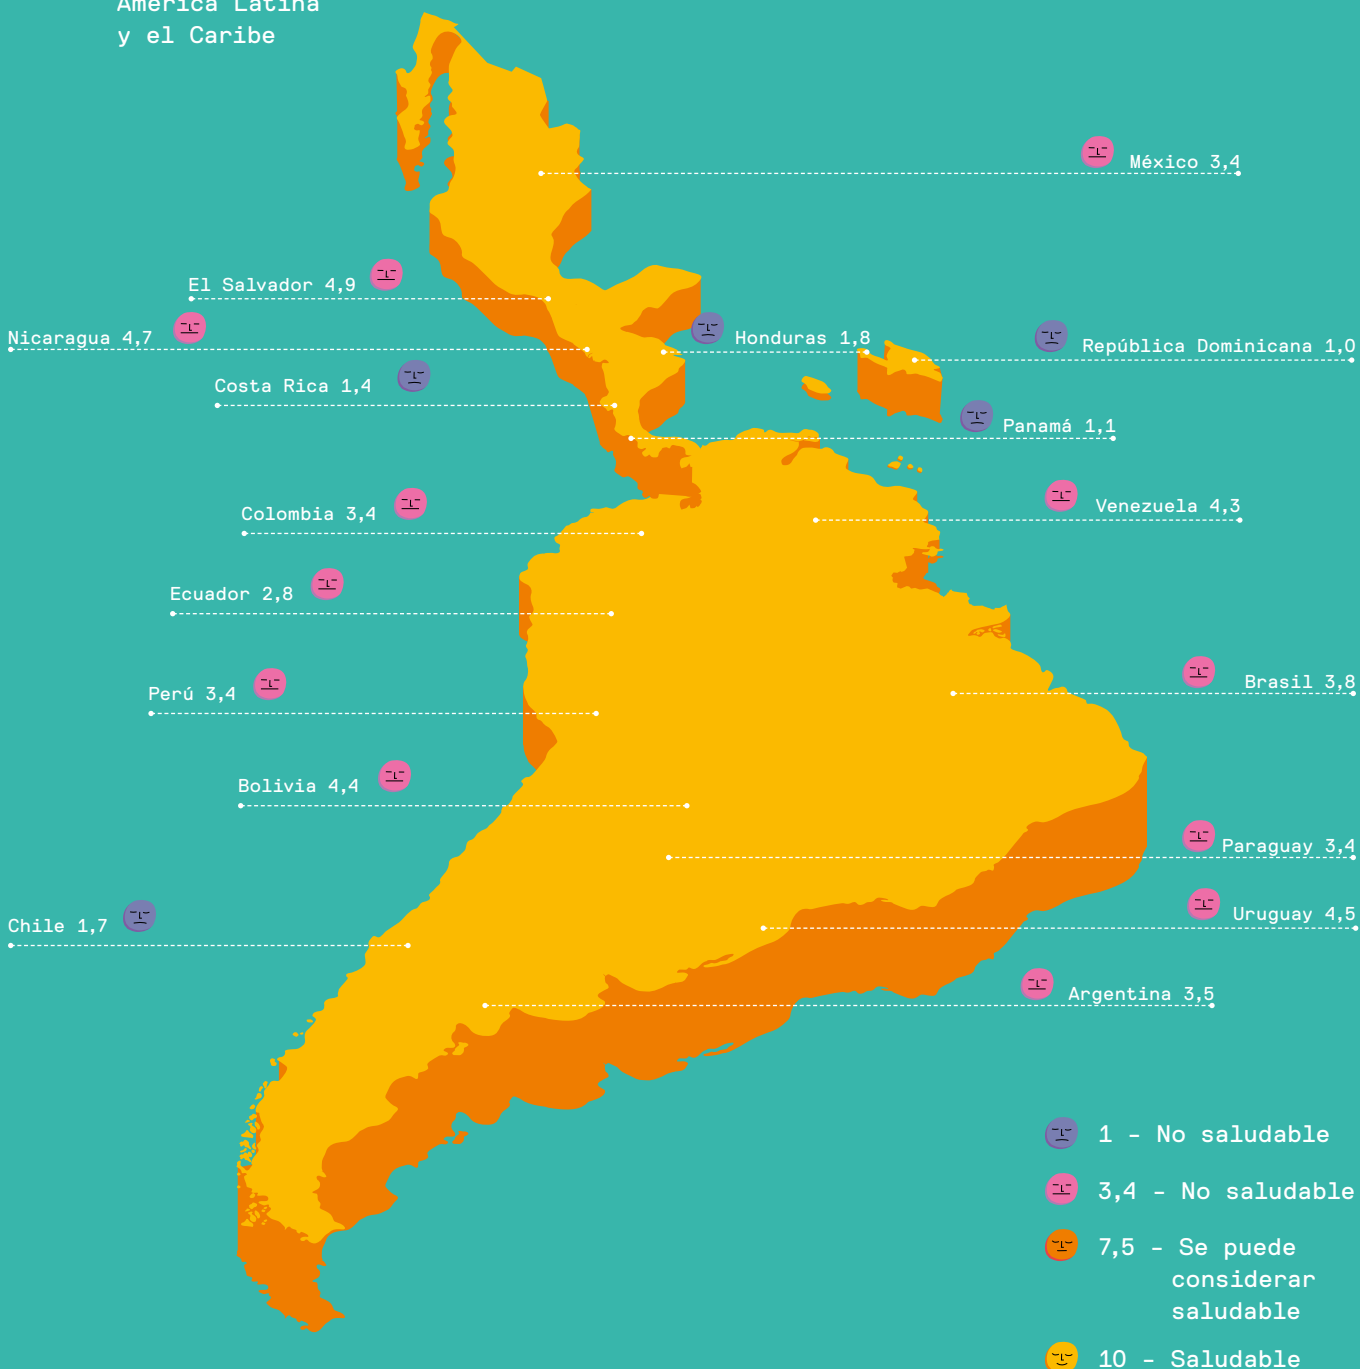 América Latina
y el Caribe
México 3,4
El Salvador 4,9
Nicaragua 4,7
Honduras 1,8
República Dominicana 1,0
Costa Rica 1,4
Panamá 1,1
Colombia 3,4
Venezuela 4,3
Ecuador 2,8
Perú 3,4
Brasil 3,8
Bolivia 4,4
Paraguay 3,4
Chile 1,7
Uruguay 4,5
Argentina 3,5
1 – No saludable
3,4 – No saludable
7,5 – Se puede
considerar
saludable
10 – Saludable